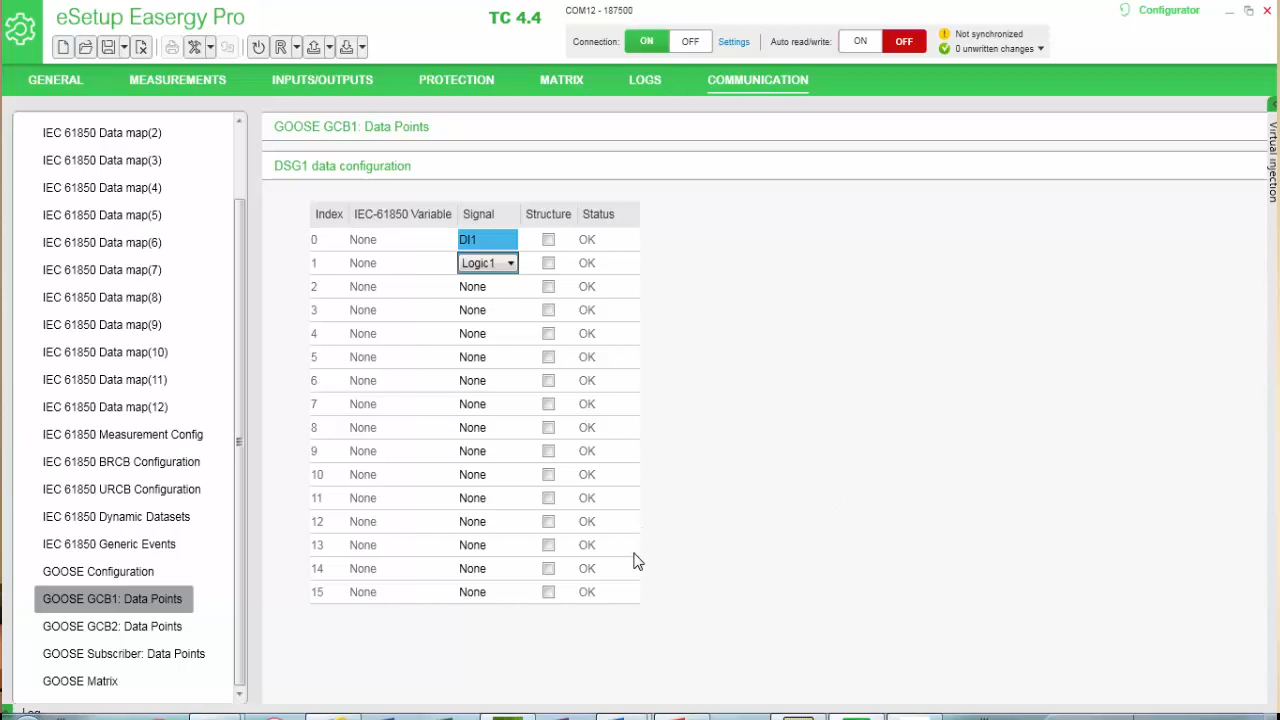 eSetup Easergy Pro
TC 4.4
COM12 - 187500
Configurator
Connection: ON OFF Settings Auto read/write: ON OFF
Not synchronized
0 unwritten changes
GENERAL MEASUREMENTS INPUTS/OUTPUTS PROTECTION MATRIX LOGS COMMUNICATION
IEC 61850 Data map(2)
IEC 61850 Data map(3)
IEC 61850 Data map(4)
IEC 61850 Data map(5)
IEC 61850 Data map(6)
IEC 61850 Data map(7)
IEC 61850 Data map(8)
IEC 61850 Data map(9)
IEC 61850 Data map(10)
IEC 61850 Data map(11)
IEC 61850 Data map(12)
IEC 61850 Measurement Config
IEC 61850 BRCB Configuration
IEC 61850 URCB Configuration
IEC 61850 Dynamic Datasets
IEC 61850 Generic Events
GOOSE Configuration
GOOSE GCB1: Data Points
GOOSE GCB2: Data Points
GOOSE Subscriber: Data Points
GOOSE Matrix
GOOSE GCB1: Data Points
DSG1 data configuration
Index IEC-61850 Variable Signal Structure Status
0 None DI1 OK
1 None Logic1 OK
2 None None OK
3 None None OK
4 None None OK
5 None None OK
6 None None OK
7 None None OK
8 None None OK
9 None None OK
10 None None OK
11 None None OK
12 None None OK
13 None None OK
14 None None OK
15 None None OK
Virtual injection